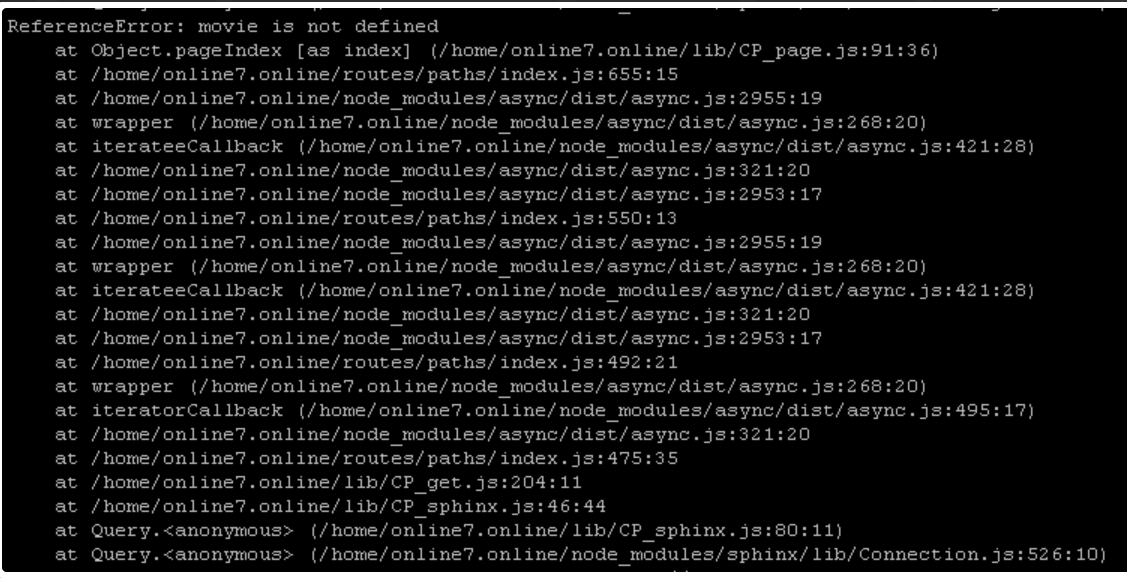 ReferenceError: movie is not defined
    at Object.pageIndex [as index] (/home/online7.online/lib/CP_page.js:91:36)
    at /home/online7.online/routes/paths/index.js:655:15
    at /home/online7.online/node_modules/async/dist/async.js:2955:19
    at wrapper (/home/online7.online/node_modules/async/dist/async.js:268:20)
    at iterateeCallback (/home/online7.online/node_modules/async/dist/async.js:421:28)
    at /home/online7.online/node_modules/async/dist/async.js:321:20
    at /home/online7.online/node_modules/async/dist/async.js:2953:17
    at /home/online7.online/routes/paths/index.js:550:13
    at /home/online7.online/node_modules/async/dist/async.js:2955:19
    at wrapper (/home/online7.online/node_modules/async/dist/async.js:268:20)
    at iterateeCallback (/home/online7.online/node_modules/async/dist/async.js:421:28)
    at /home/online7.online/node_modules/async/dist/async.js:321:20
    at /home/online7.online/node_modules/async/dist/async.js:2953:17
    at /home/online7.online/routes/paths/index.js:492:21
    at wrapper (/home/online7.online/node_modules/async/dist/async.js:268:20)
    at iteratorCallback (/home/online7.online/node_modules/async/dist/async.js:495:17)
    at /home/online7.online/node_modules/async/dist/async.js:321:20
    at /home/online7.online/routes/paths/index.js:475:35
    at /home/online7.online/lib/CP_get.js:204:11
    at /home/online7.online/lib/CP_sphinx.js:46:44
    at Query.<anonymous> (/home/online7.online/lib/CP_sphinx.js:80:11)
    at Query.<anonymous> (/home/online7.online/node_modules/sphinx/lib/Connection.js:526:10)